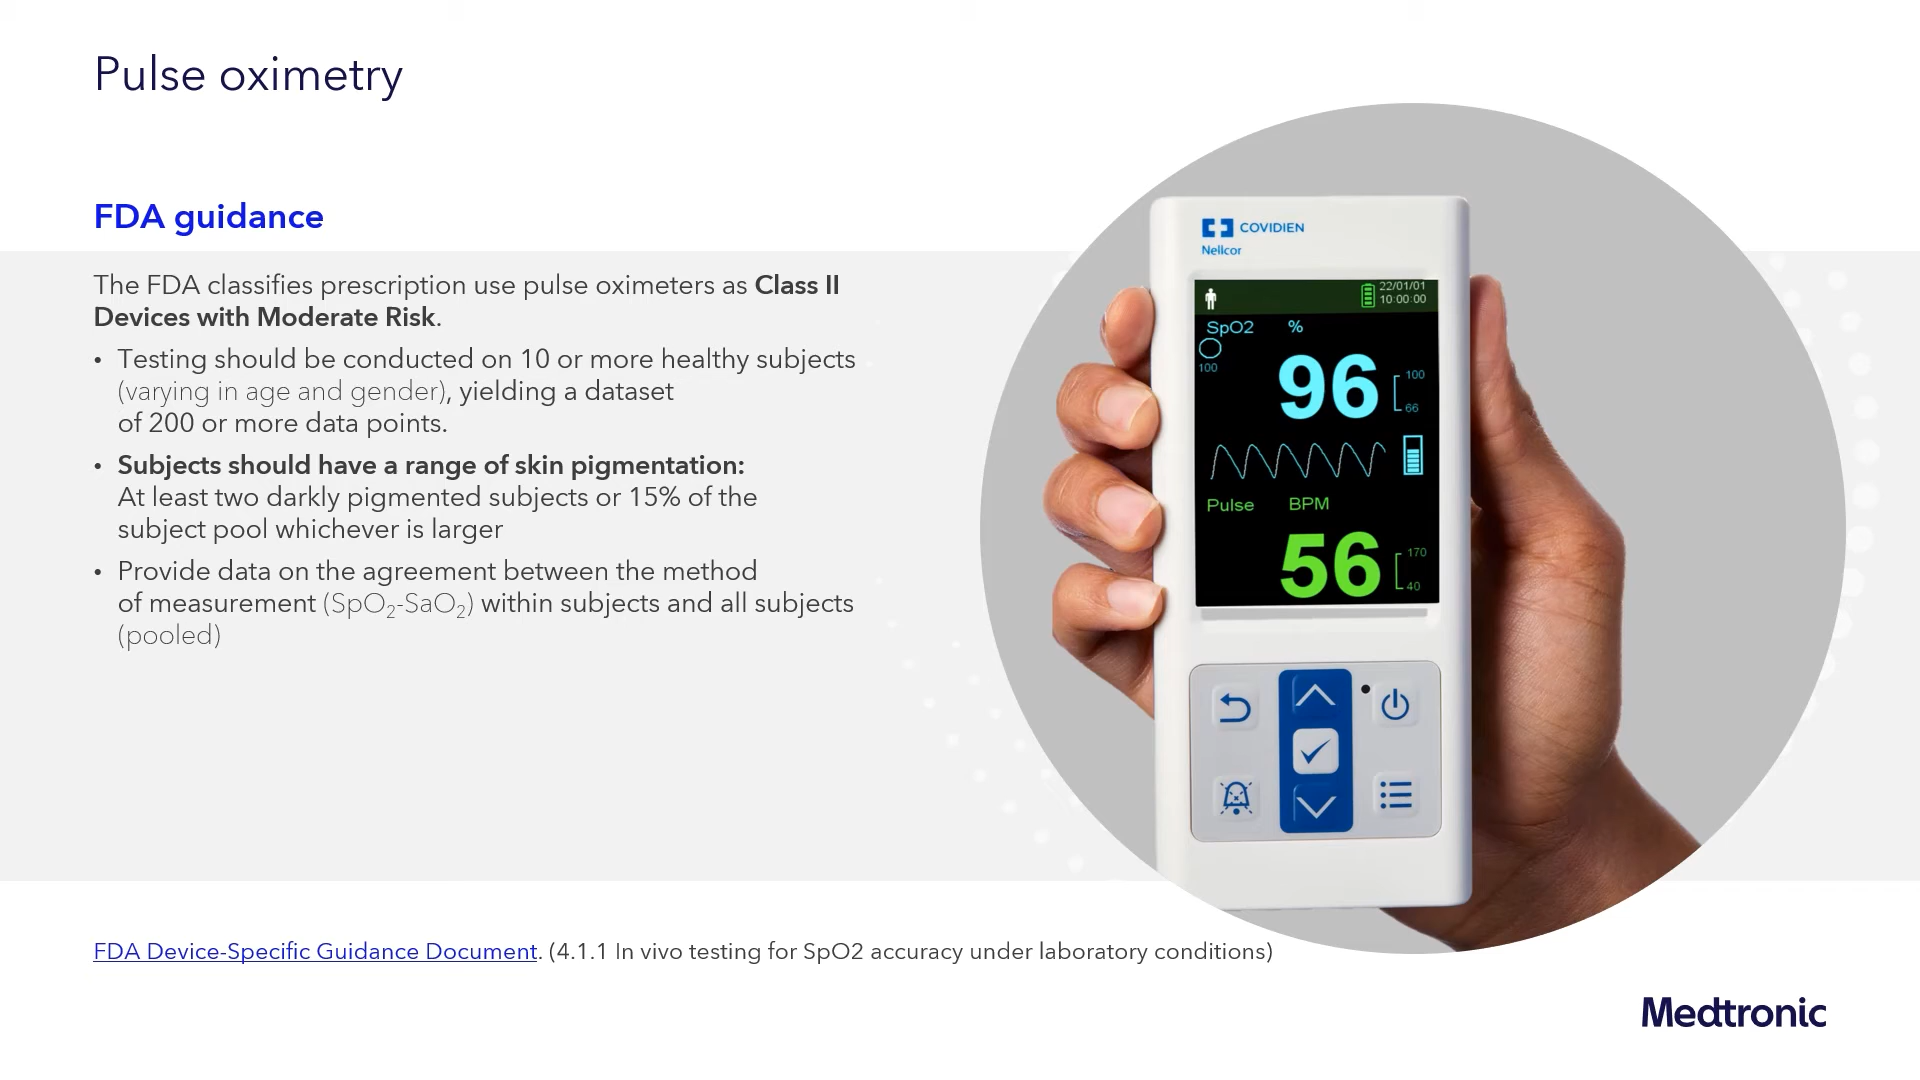 Pulse oximetry
FDA guidance
The FDA classifies prescription use pulse oximeters as Class II
Devices with Moderate Risk.
• Testing should be conducted on 10 or more healthy subjects
(varying in age and gender), yielding a dataset
of 200 or more data points.
• Subjects should have a range of skin pigmentation:
At least two darkly pigmented subjects or 15% of the
subject pool whichever is larger
• Provide data on the agreement between the method
of measurement (SpO₂-SaO₂) within subjects and all subjects
(pooled)
COVIDIEN
Nellcor
22/01/01
10:00:00
SpO2 %
100
96
100
66
Pulse BPM
56
170
40
FDA Device-Specific Guidance Document. (4.1.1 In vivo testing for SpO2 accuracy under laboratory conditions)
Medtronic